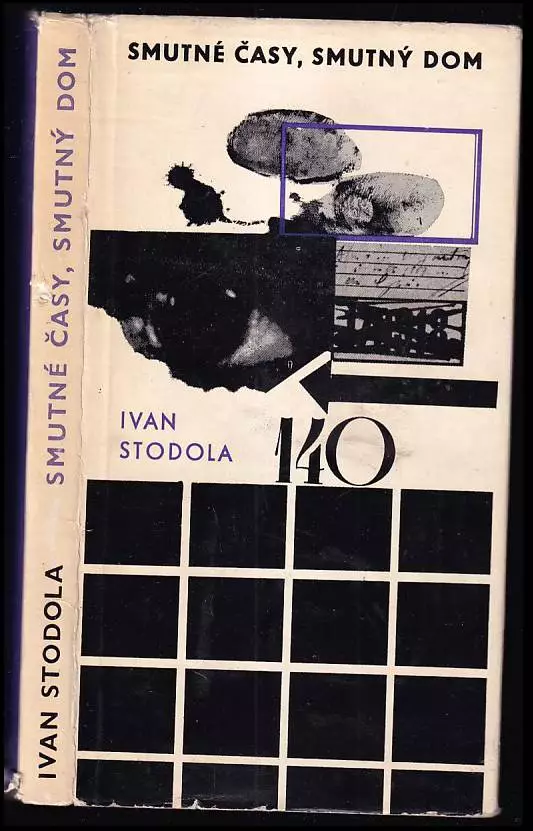 SMUTNÉ ČASY, SMUTNÝ DOM
IVAN
STODOLA
140
IVAN STODOLA SMUTNÉ ČASY, SMUTNÝ DOM